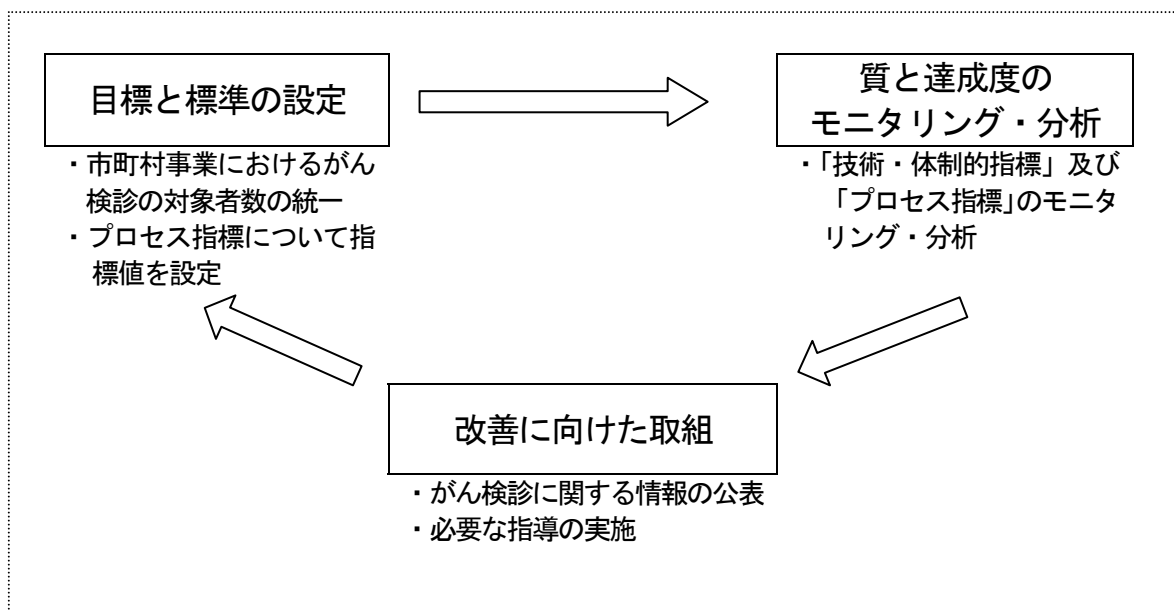 目標と標準の設定
・市町村事業におけるがん
検診の対象者数の統一
・プロセス指標について指
標値を設定
質と達成度の
モニタリング・分析
・「技術・体制的指標」及び
「プロセス指標」のモニタ
リング・分析
改善に向けた取組
・がん検診に関する情報の公表
・必要な指導の実施